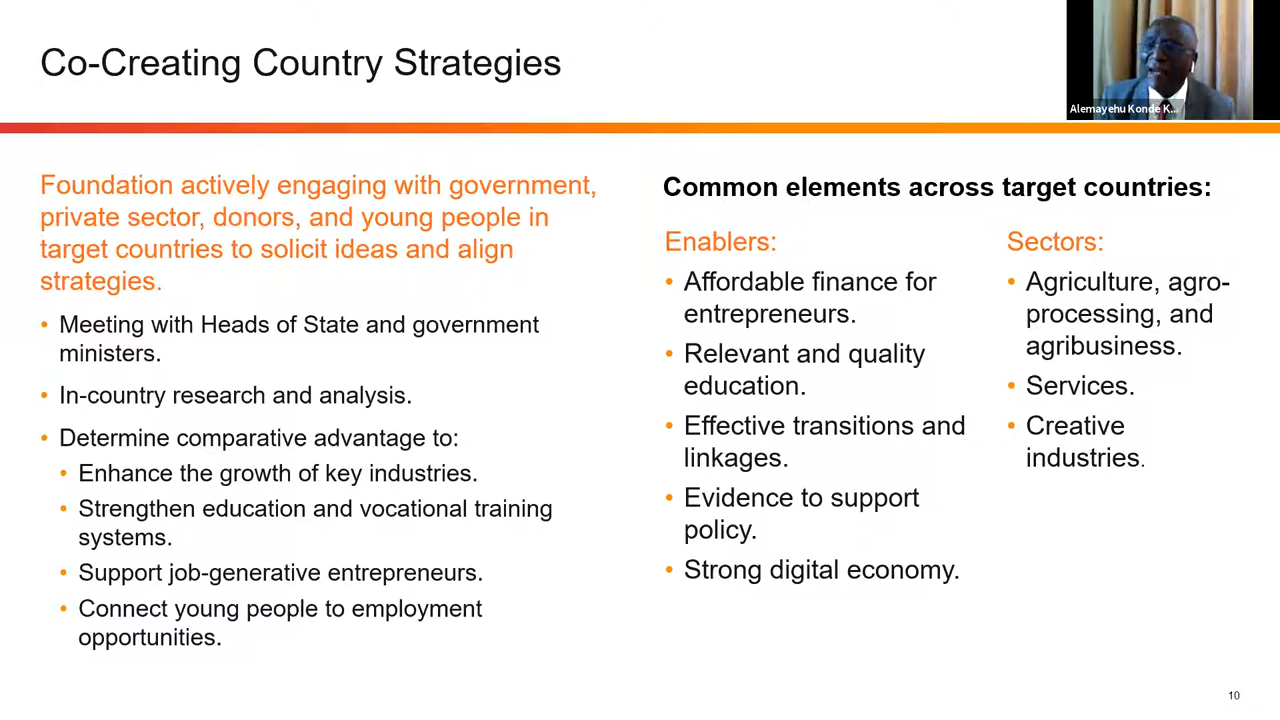 Co-Creating Country Strategies
Alemayehu Konde K...
Foundation actively engaging with government,
private sector, donors, and young people in
target countries to solicit ideas and align
strategies.
• Meeting with Heads of State and government
ministers.
• In-country research and analysis.
• Determine comparative advantage to:
• Enhance the growth of key industries.
• Strengthen education and vocational training
systems.
• Support job-generative entrepreneurs.
• Connect young people to employment
opportunities.
Common elements across target countries:
Enablers:
• Affordable finance for
entrepreneurs.
• Relevant and quality
education.
• Effective transitions and
linkages.
• Evidence to support
policy.
• Strong digital economy.
Sectors:
• Agriculture, agro-
processing, and
agribusiness.
• Services.
• Creative
industries.
10